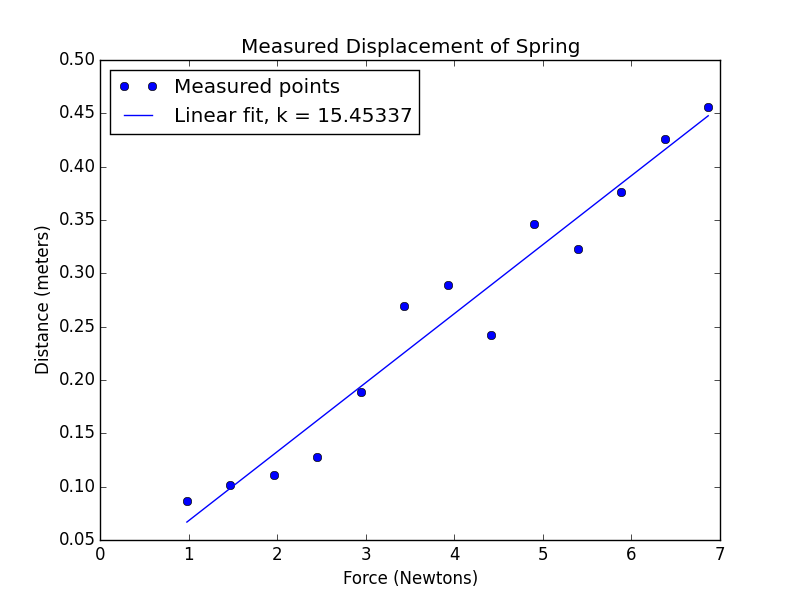 Measured Displacement of Spring
0.50
Measured points
Linear fit, k = 15.45337
0.45
0.40
0.35
0.30
0.25
0.20
0.15
0.10
0.05
Distance (meters)
0 1 2 3 4 5 6 7
Force (Newtons)